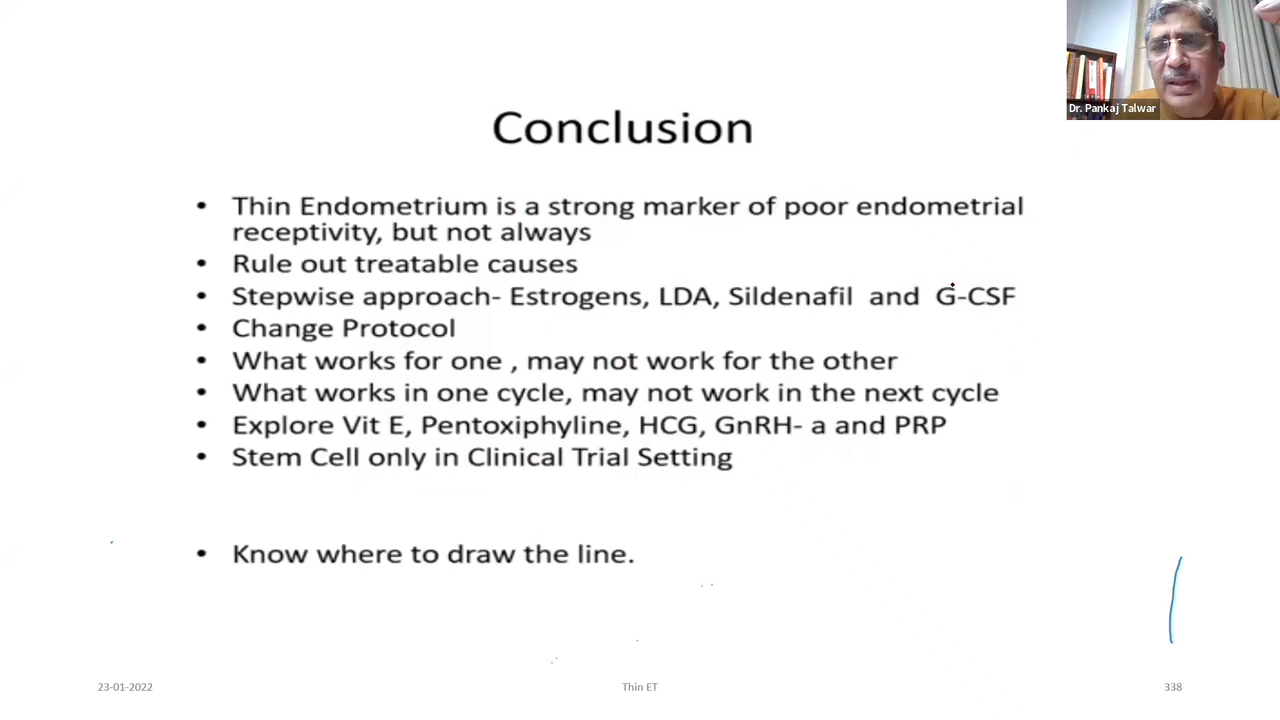 Dr. Pankaj Talwar
Conclusion
• Thin Endometrium is a strong marker of poor endometrial
receptivity, but not always
• Rule out treatable causes
• Stepwise approach- Estrogens, LDA, Sildenafil and G-CSF
• Change Protocol
• What works for one , may not work for the other
• What works in one cycle, may not work in the next cycle
• Explore Vit E, Pentoxiphyline, HCG, GnRH- a and PRP
• Stem Cell only in Clinical Trial Setting
• Know where to draw the line.
23-01-2022 Thin ET 338